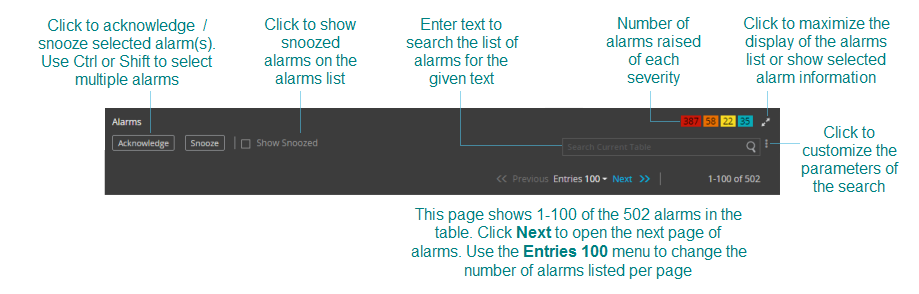 Click to acknowledge /
snooze selected alarm(s).
Use Ctrl or Shift to select
multiple alarms
Click to show
snoozed
alarms on the
alarms list
Enter text to
search the list of
alarms for the
given text
Number of
alarms raised
of each
severity
Click to maximize the
display of the alarms
list or show selected
alarm information
Alarms
387 58 22 35
Acknowledge Snooze Show Snoozed
Search Current Table
Click to
customize the
parameters of
the search
<< Previous Entries 100 Next >> 1-100 of 502
This page shows 1-100 of the 502 alarms in the
table. Click Next to open the next page of
alarms. Use the Entries 100 menu to change the
number of alarms listed per page